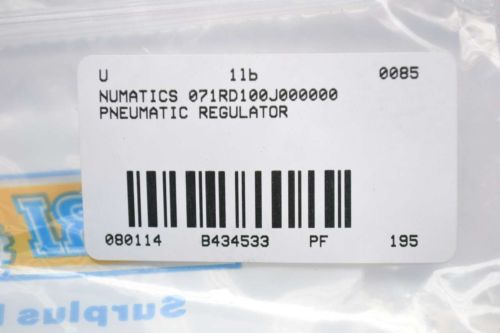 U 1lb 0085
NUMATICS 071RD100J000000
PNEUMATIC REGULATOR
080114 B434533 PF 195
Surplus